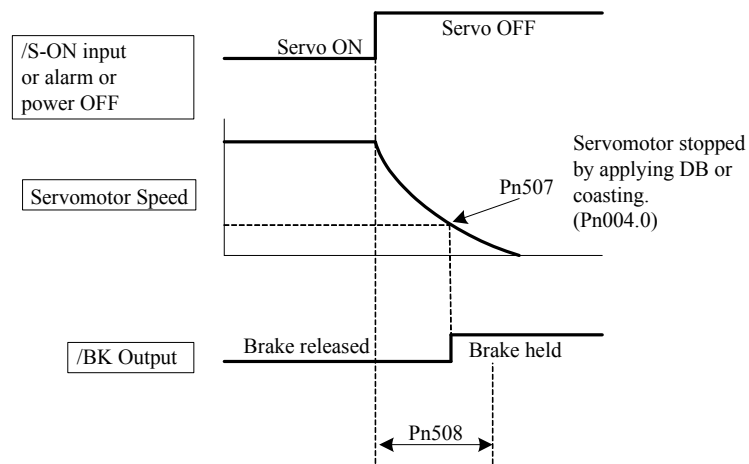 /S-ON input
or alarm or
power OFF
Servo ON
Servo OFF
Servomotor Speed
Pn507
Servomotor stopped
by applying DB or
coasting.
(Pn004.0)
/BK Output
Brake released
Brake held
Pn508